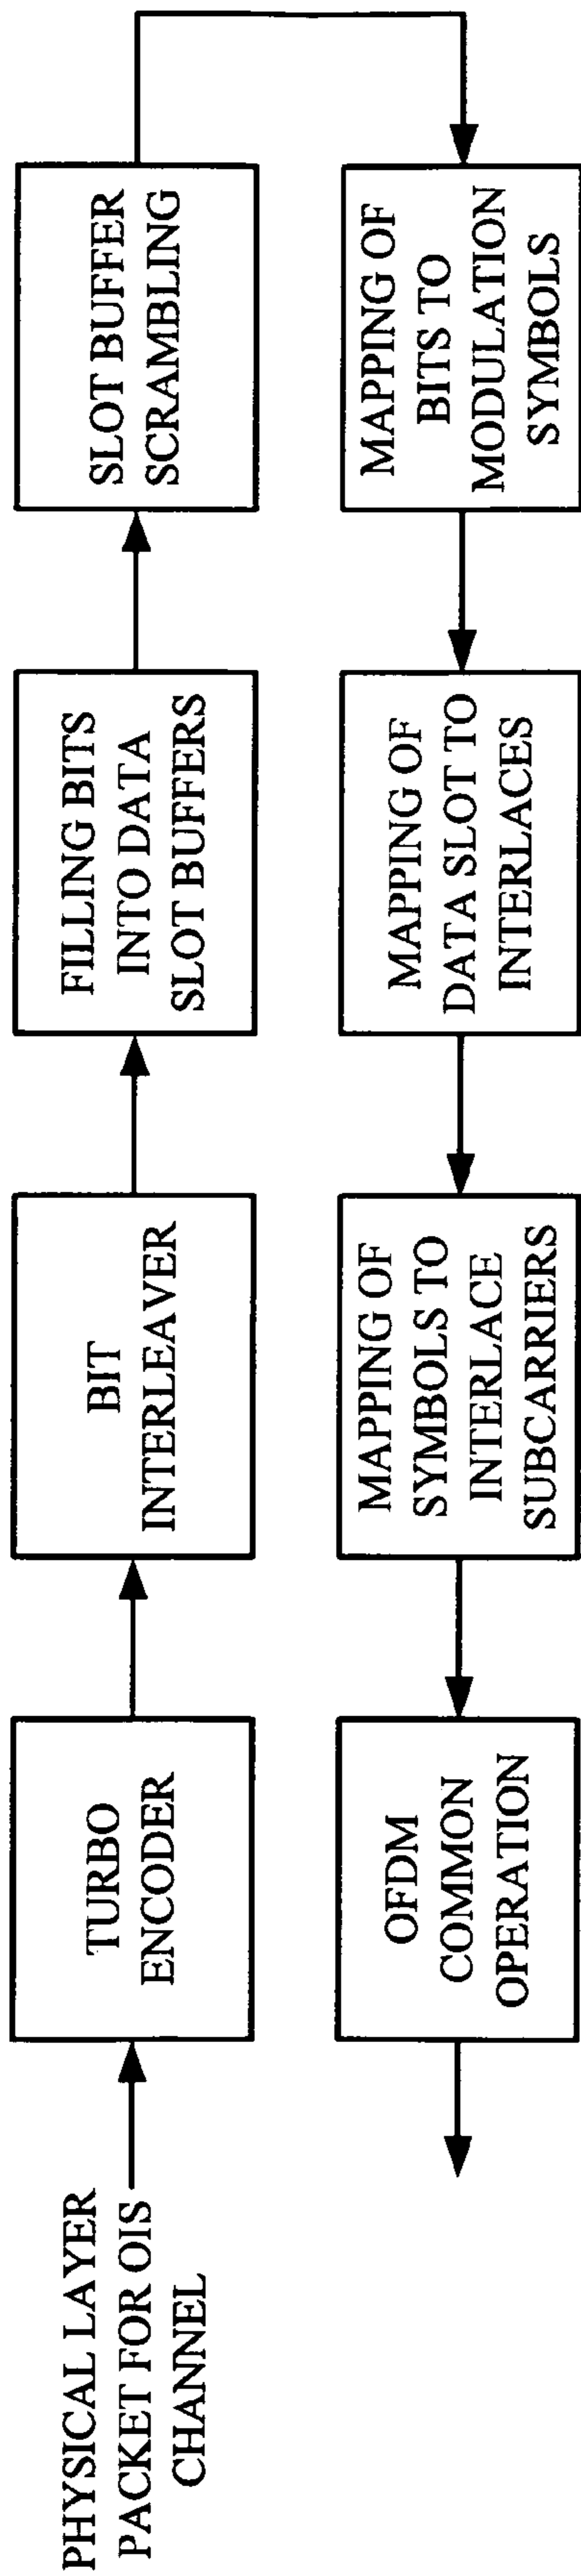 PHYSICAL LAYER
PACKET FOR OIS
CHANNEL
TURBO
ENCODER
BIT
INTERLEAVER
FILLING BITS
INTO DATA
SLOT BUFFERS
SLOT BUFFER
SCRAMBLING
MAPPING OF
BITS TO
MODULATION
SYMBOLS
MAPPING OF
DATA SLOT TO
INTERLACES
MAPPING OF
SYMBOLS TO
INTERLACE
SUBCARRIERS
OFDM
COMMON
OPERATION